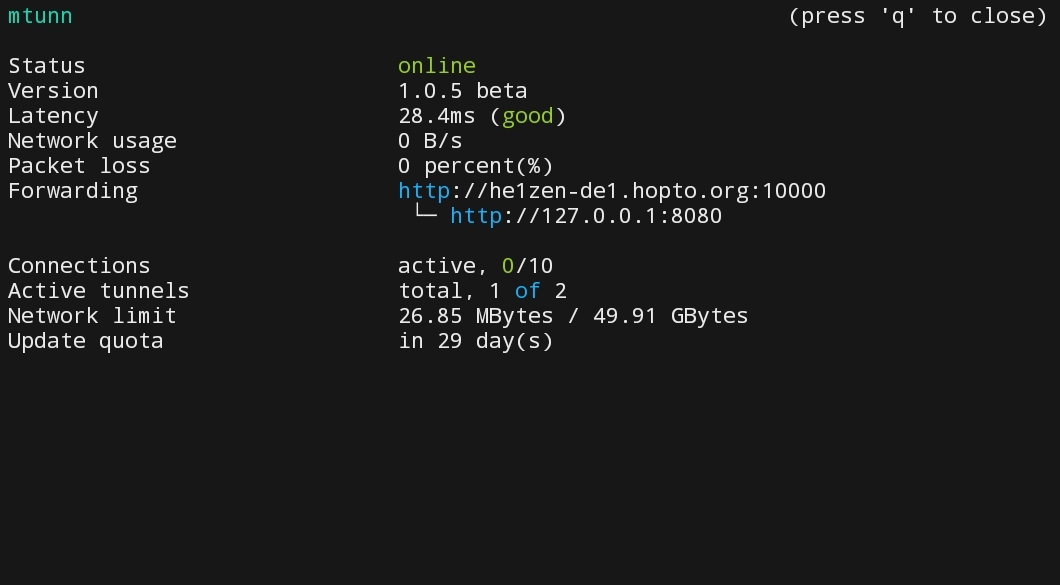 mtunn (press 'q' to close)
Status online
Version 1.0.5 beta
Latency 28.4ms (good)
Network usage 0 B/s
Packet loss 0 percent(%)
Forwarding http://he1zen-de1.hopto.org:10000
└─ http://127.0.0.1:8080
Connections active, 0/10
Active tunnels total, 1 of 2
Network limit 26.85 MBytes / 49.91 GBytes
Update quota in 29 day(s)